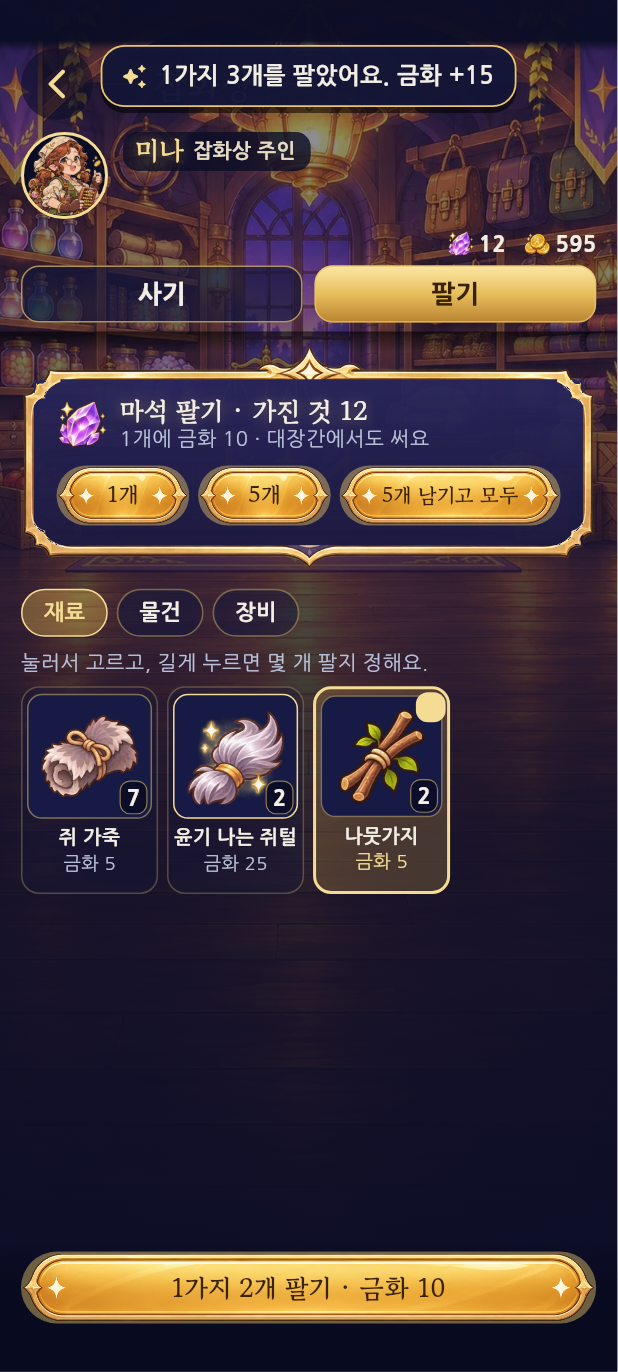 1가지 3개를 팔았어요. 금화 +15
미나 잡화상 주인
12 595
사기 팔기
마석 팔기 · 가진 것 12
1개에 금화 10 · 대장간에서도 써요
1개 5개 5개 남기고 모두
재료 물건 장비
눌러서 고르고, 길게 누르면 몇 개 팔지 정해요.
7 2 2
쥐 가죽 윤기 나는 쥐털 나뭇가지
금화 5 금화 25 금화 5
1가지 2개 팔기 · 금화 10